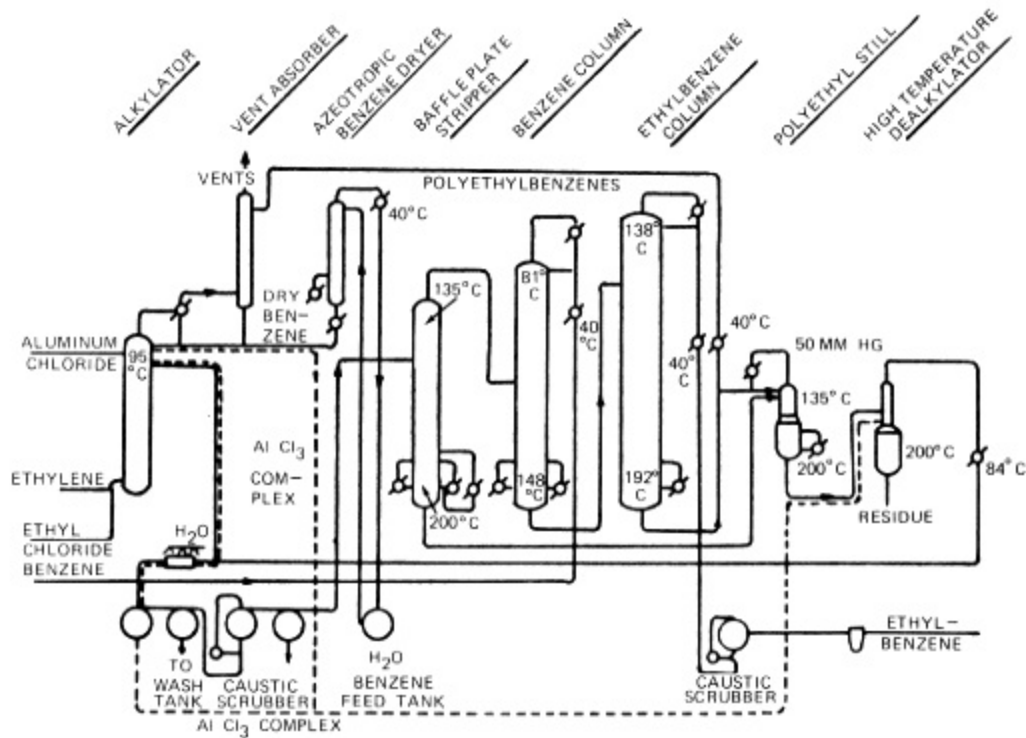 ALKYLATOR
VENT ABSORBER
AZEOTROPIC
BENZENE DRYER
BAFFLE PLATE
STRIPPER
BENZENE COLUMN
ETHYLBENZENE
COLUMN
POLYETHYL STILL
HIGH TEMPERATURE
DEALKYLATOR
VENTS
POLYETHYLBENZENES
40°C
138°
C
81°
C
135°C
DRY
BEN-
ZENE
40
°C
40°C
40°
C
50 MM HG
ALUMINUM
CHLORIDE
95
°C
135°C
Al Cl3
COM-
PLEX
200°C
200°C
84°C
ETHYLENE
148
°C
192°
C
200°C
RESIDUE
ETHYL
CHLORIDE
H2O
BENZENE
ETHYL-
BENZENE
TO
WASH
TANK
CAUSTIC
SCRUBBER
H2O
BENZENE
FEED TANK
CAUSTIC
SCRUBBER
Al Cl3 COMPLEX